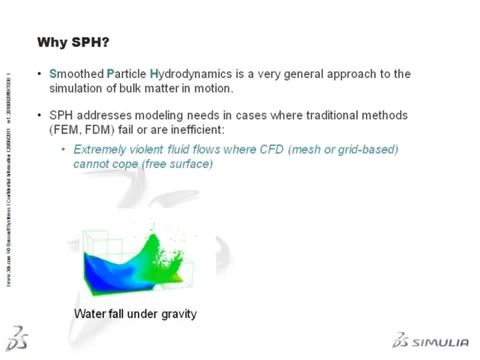 Why SPH?
• Smoothed Particle Hydrodynamics is a very general approach to the
simulation of bulk matter in motion.
• SPH addresses modeling needs in cases where traditional methods
(FEM, FDM) fail or are inefficient:
• Extremely violent fluid flows where CFD (mesh or grid-based)
cannot cope (free surface)
Water fall under gravity
SIMULIA